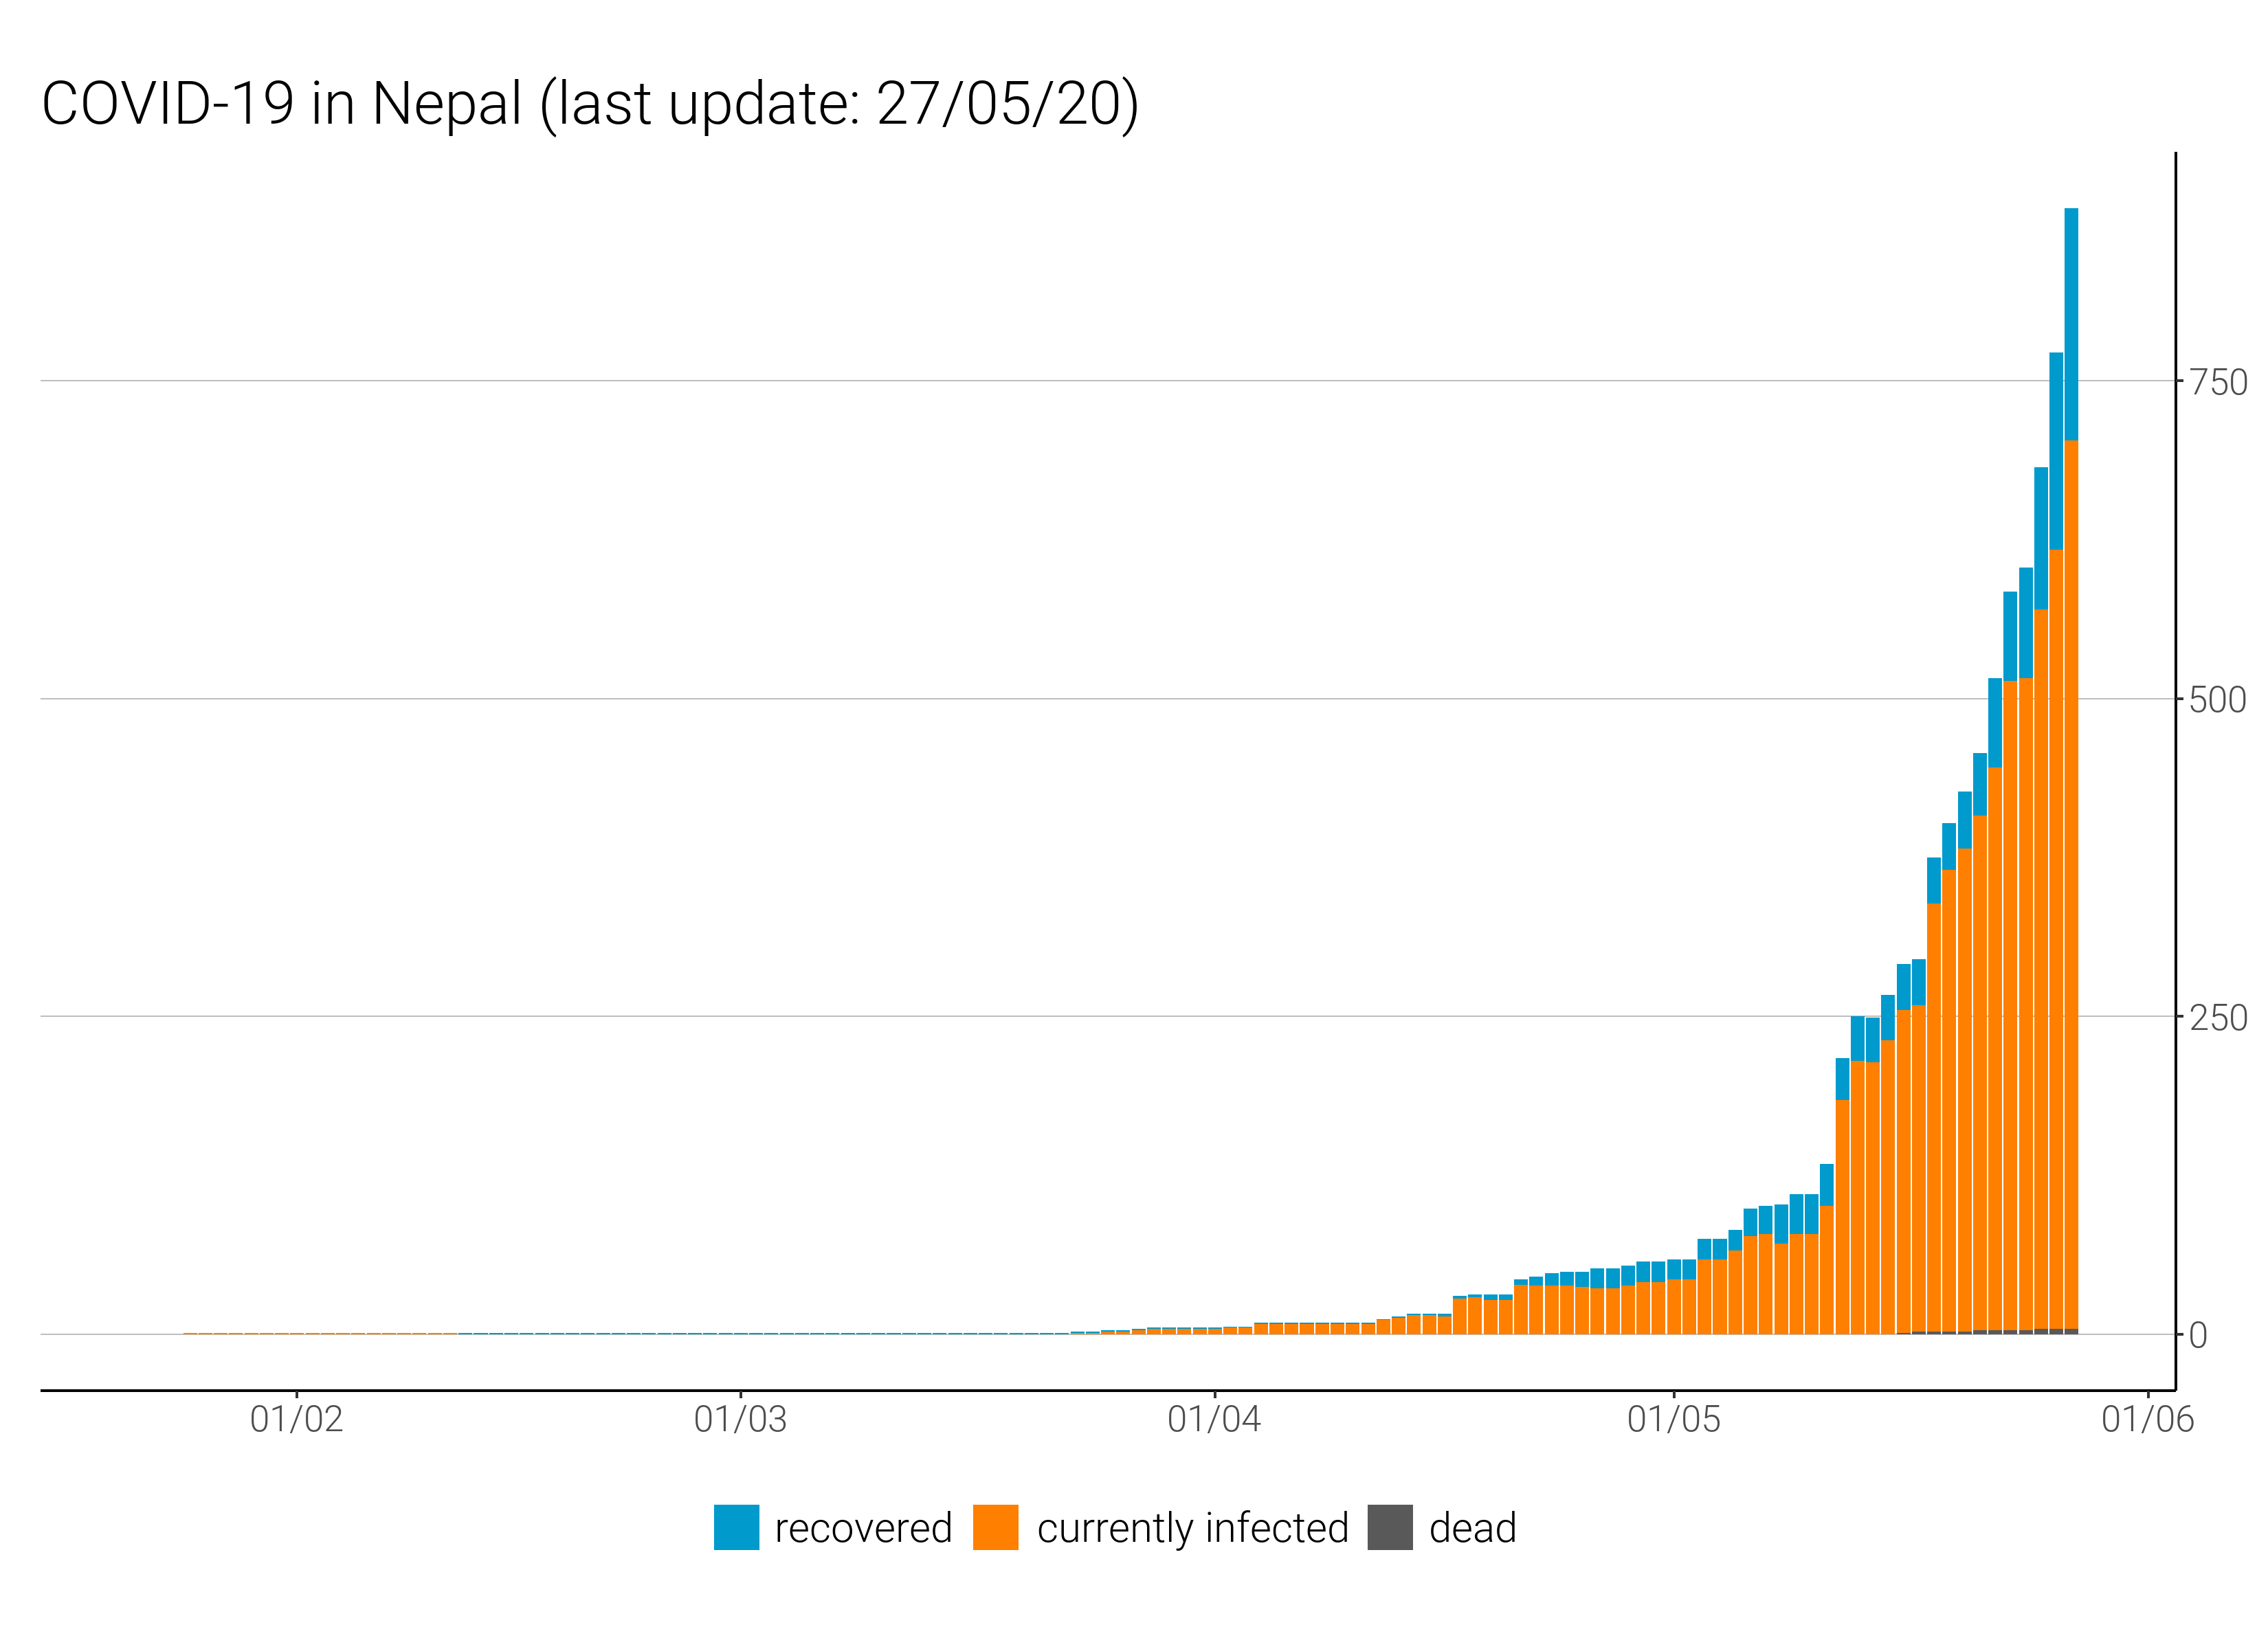 COVID-19 in Nepal (last update: 27/05/20)
750
500
250
0
01/02 01/03 01/04 01/05 01/06
recovered currently infected dead